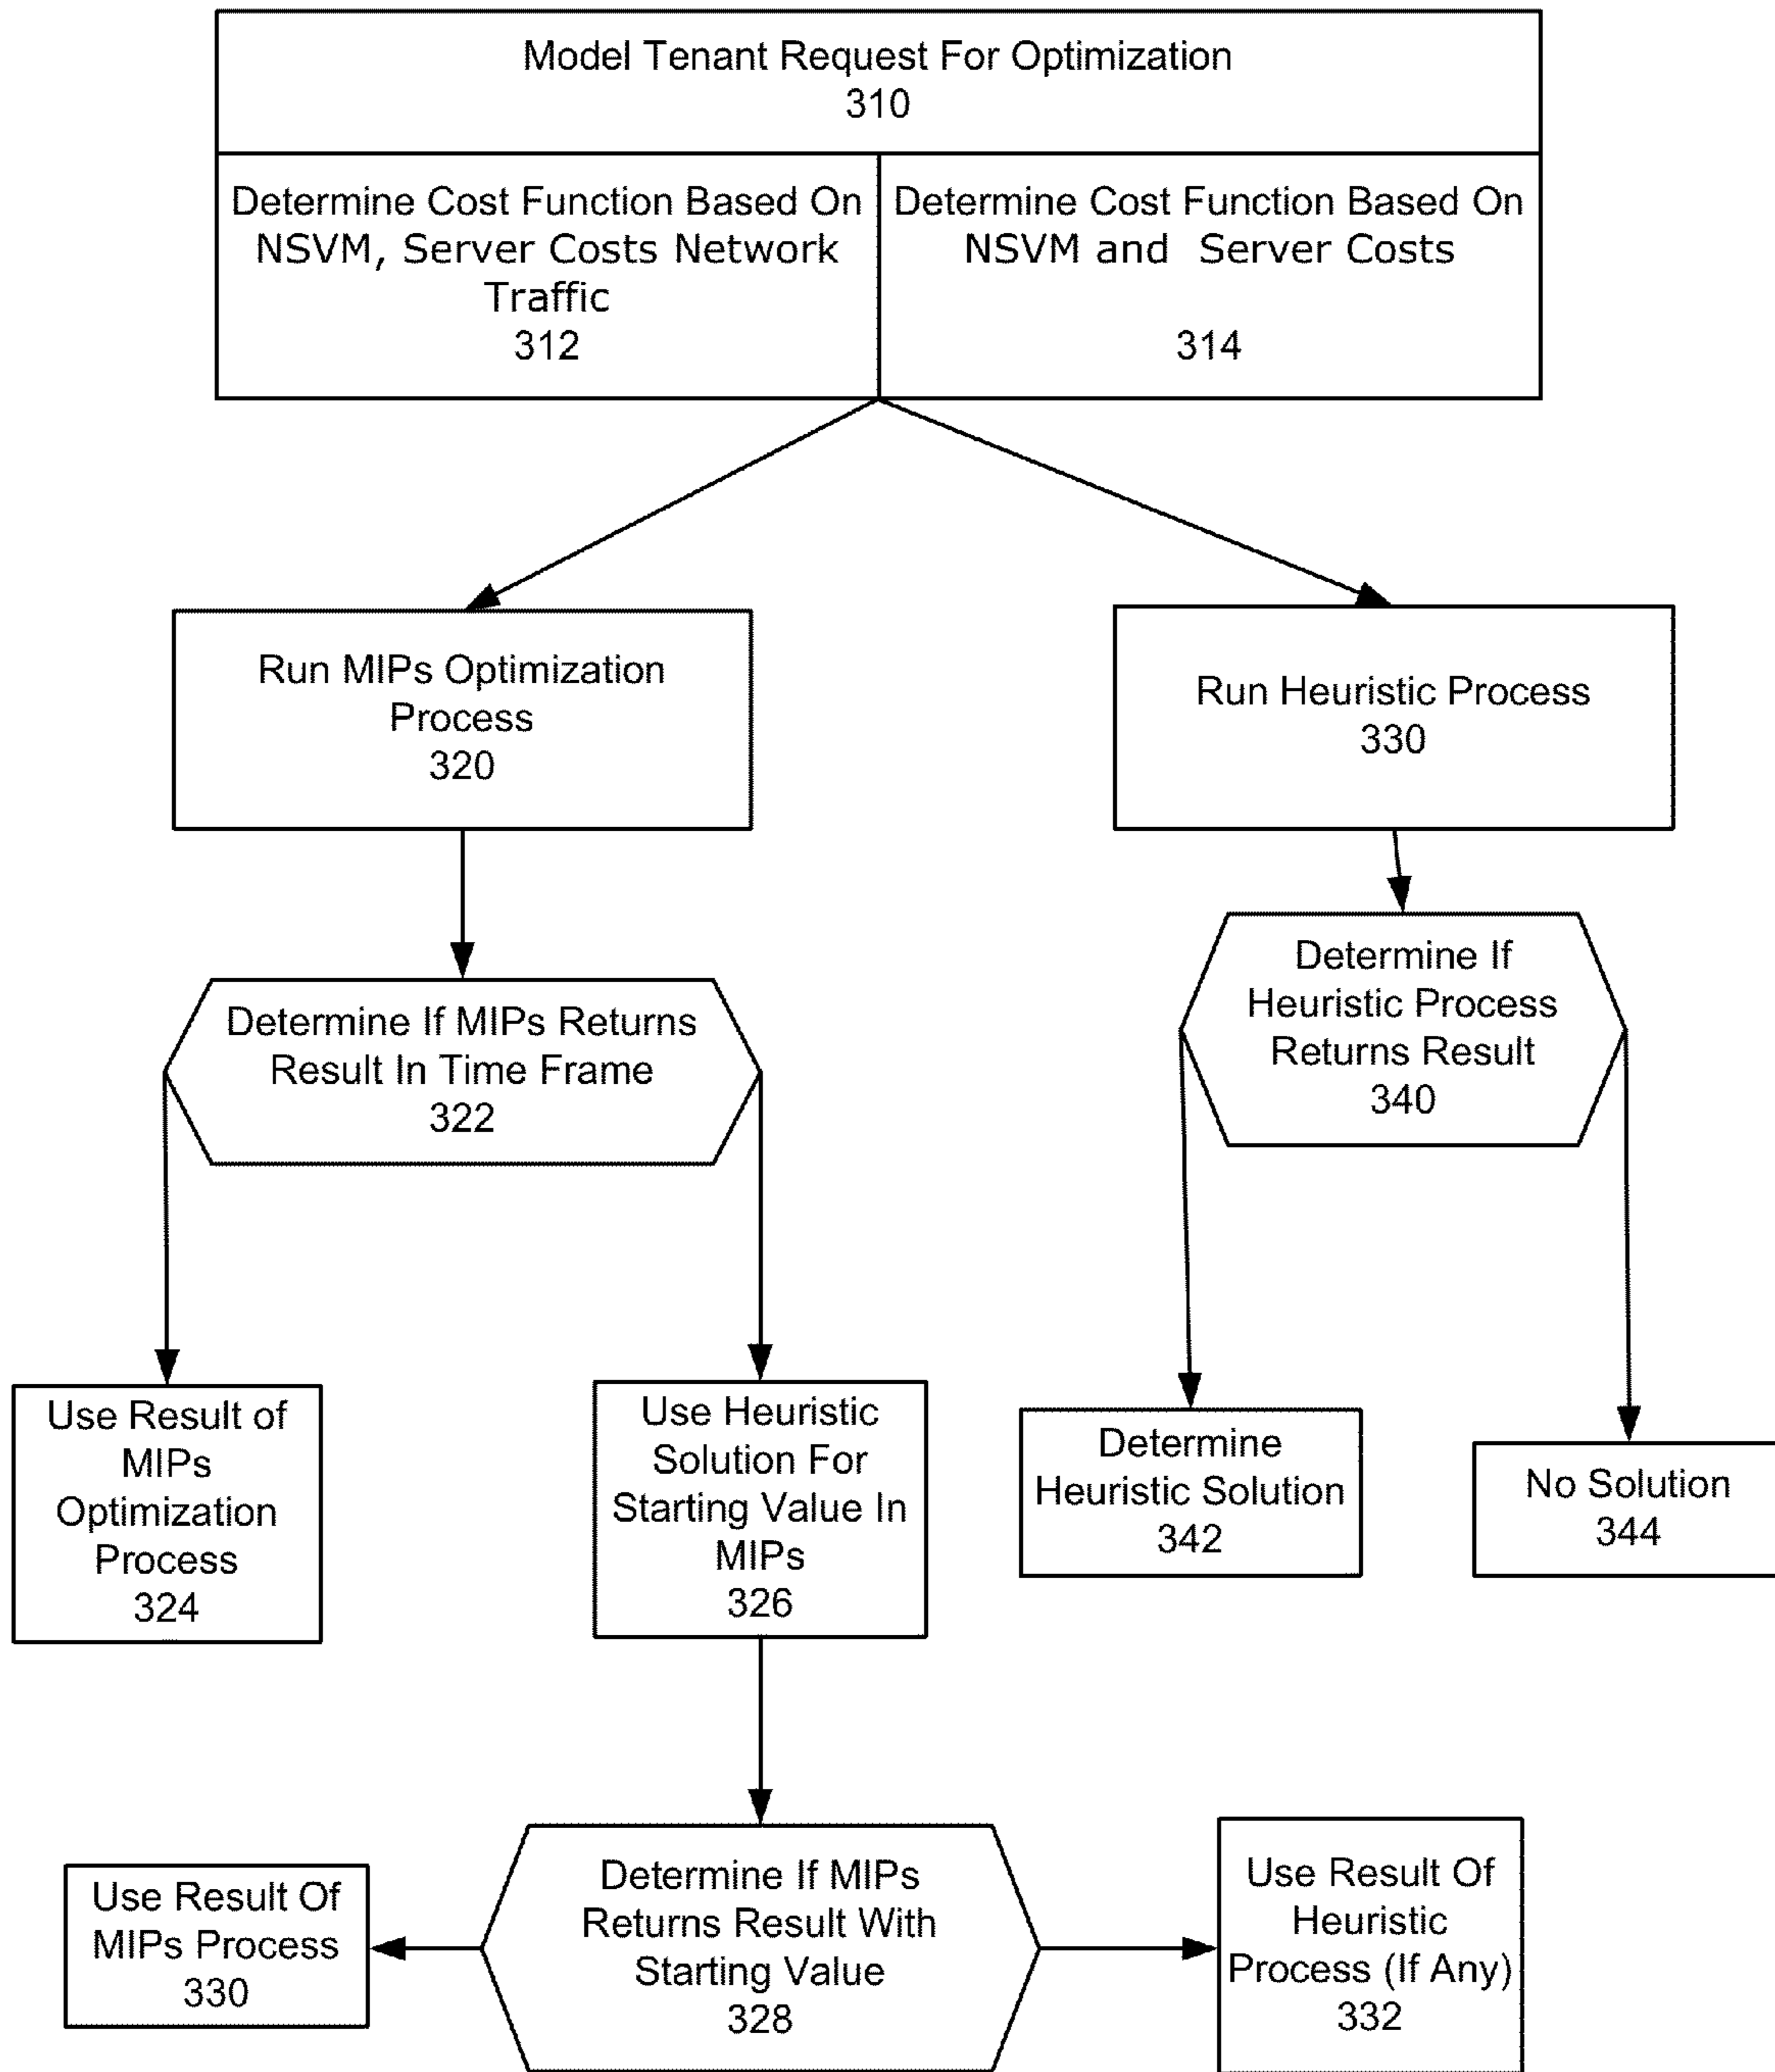 Model Tenant Request For Optimization
310
Determine Cost Function Based On
NSVM, Server Costs Network
Traffic
312
Determine Cost Function Based On
NSVM and  Server Costs
314
Run MIPs Optimization
Process
320
Run Heuristic Process
330
Determine If MIPs Returns
Result In Time Frame
322
Determine If
Heuristic Process
Returns Result
340
Use Result of
MIPs
Optimization
Process
324
Use Heuristic
Solution For
Starting Value In
MIPs
326
Determine
Heuristic Solution
342
No Solution
344
Use Result Of
MIPs Process
330
Determine If MIPs
Returns Result With
Starting Value
328
Use Result Of
Heuristic
Process (If Any)
332